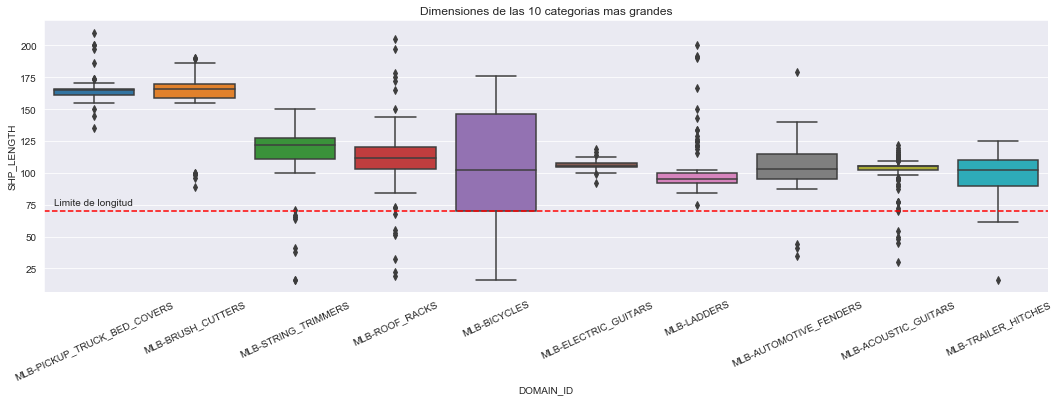 Dimensiones de las 10 categorias mas grandes
SHP_LENGTH
200
175
150
125
100
75
50
25
Limite de longitud
MLB-PICKUP_TRUCK_BED_COVERS
MLB-BRUSH_CUTTERS
MLB-STRING_TRIMMERS
MLB-ROOF_RACKS
MLB-BICYCLES
MLB-ELECTRIC_GUITARS
MLB-LADDERS
MLB-AUTOMOTIVE_FENDERS
MLB-ACOUSTIC_GUITARS
MLB-TRAILER_HITCHES
DOMAIN_ID